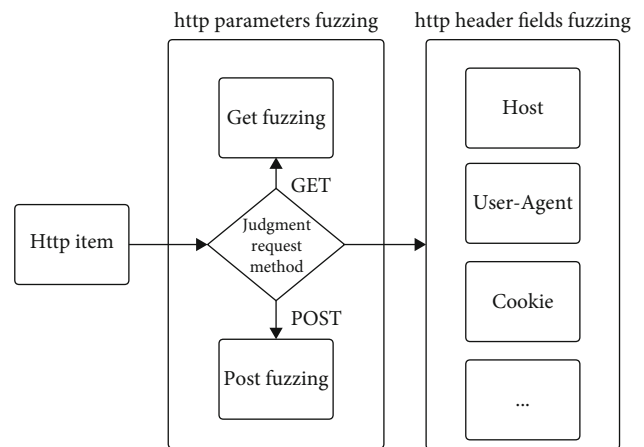 http parameters fuzzing
http header fields fuzzing
Get fuzzing
GET
Http item
Judgment
request
method
POST
Post fuzzing
Host
User-Agent
Cookie
...